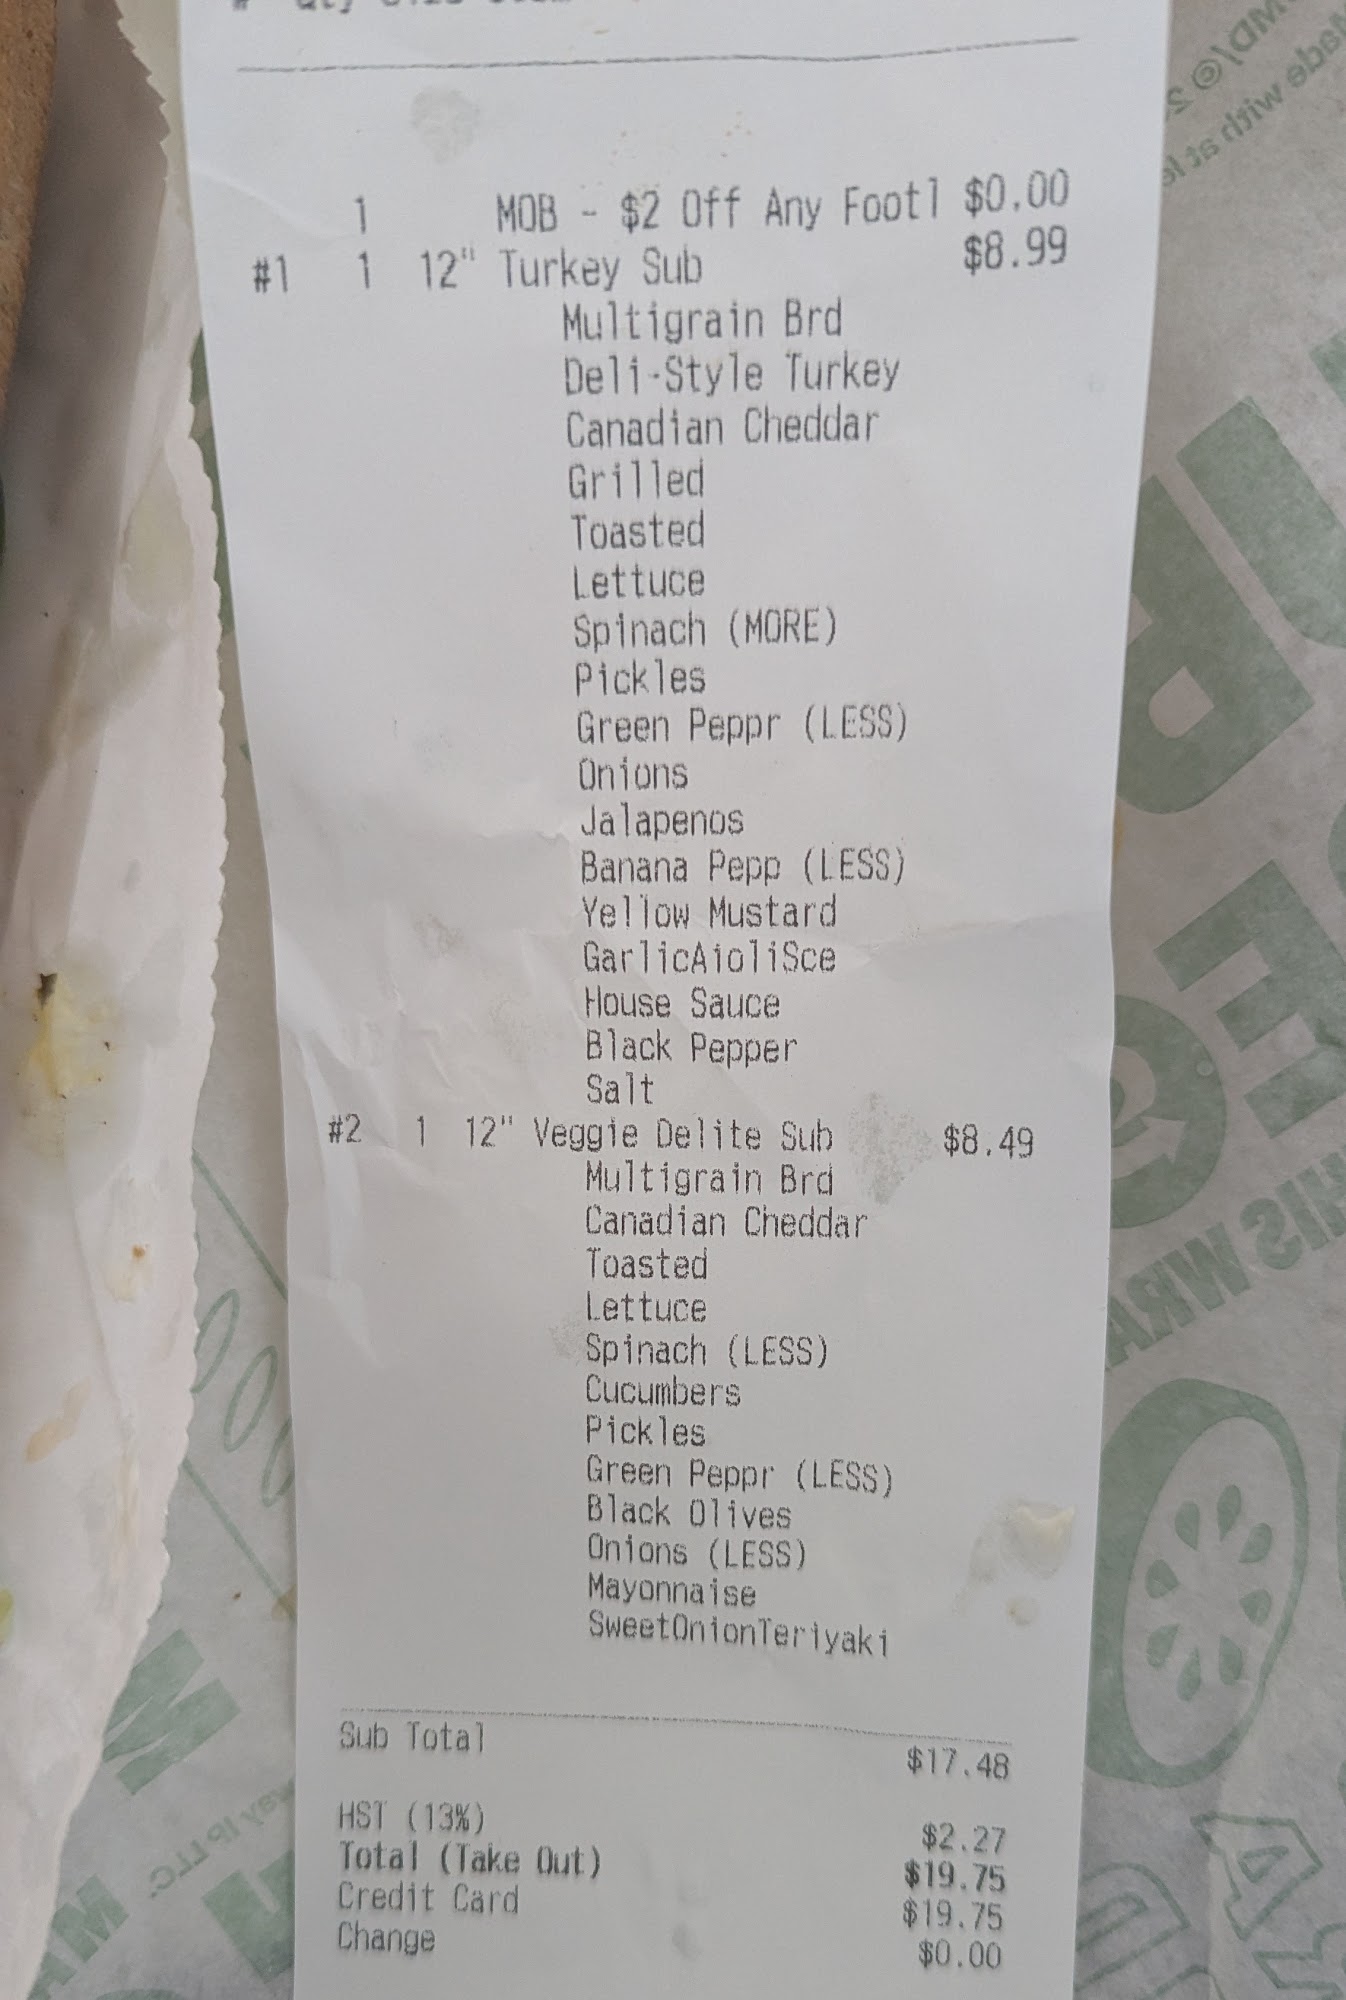 1 MOB - $2 Off Any Footl $0.00
#1 1 12" Turkey Sub $8.99
Multigrain Brd
Deli-Style Turkey
Canadian Cheddar
Grilled
Toasted
Lettuce
Spinach (MORE)
Pickles
Green Peppr (LESS)
Onions
Jalapenos
Banana Pepp (LESS)
Yellow Mustard
GarlicAioliSce
House Sauce
Black Pepper
Salt
#2 1 12" Veggie Delite Sub $8.49
Multigrain Brd
Canadian Cheddar
Toasted
Lettuce
Spinach (LESS)
Cucumbers
Pickles
Green Peppr (LESS)
Black Olives
Onions (LESS)
Mayonnaise
SweetOnionTeriyaki
Sub Total $17.48
HST (13%) $2.27
Total (Take Out) $19.75
Credit Card $19.75
Change $0.00